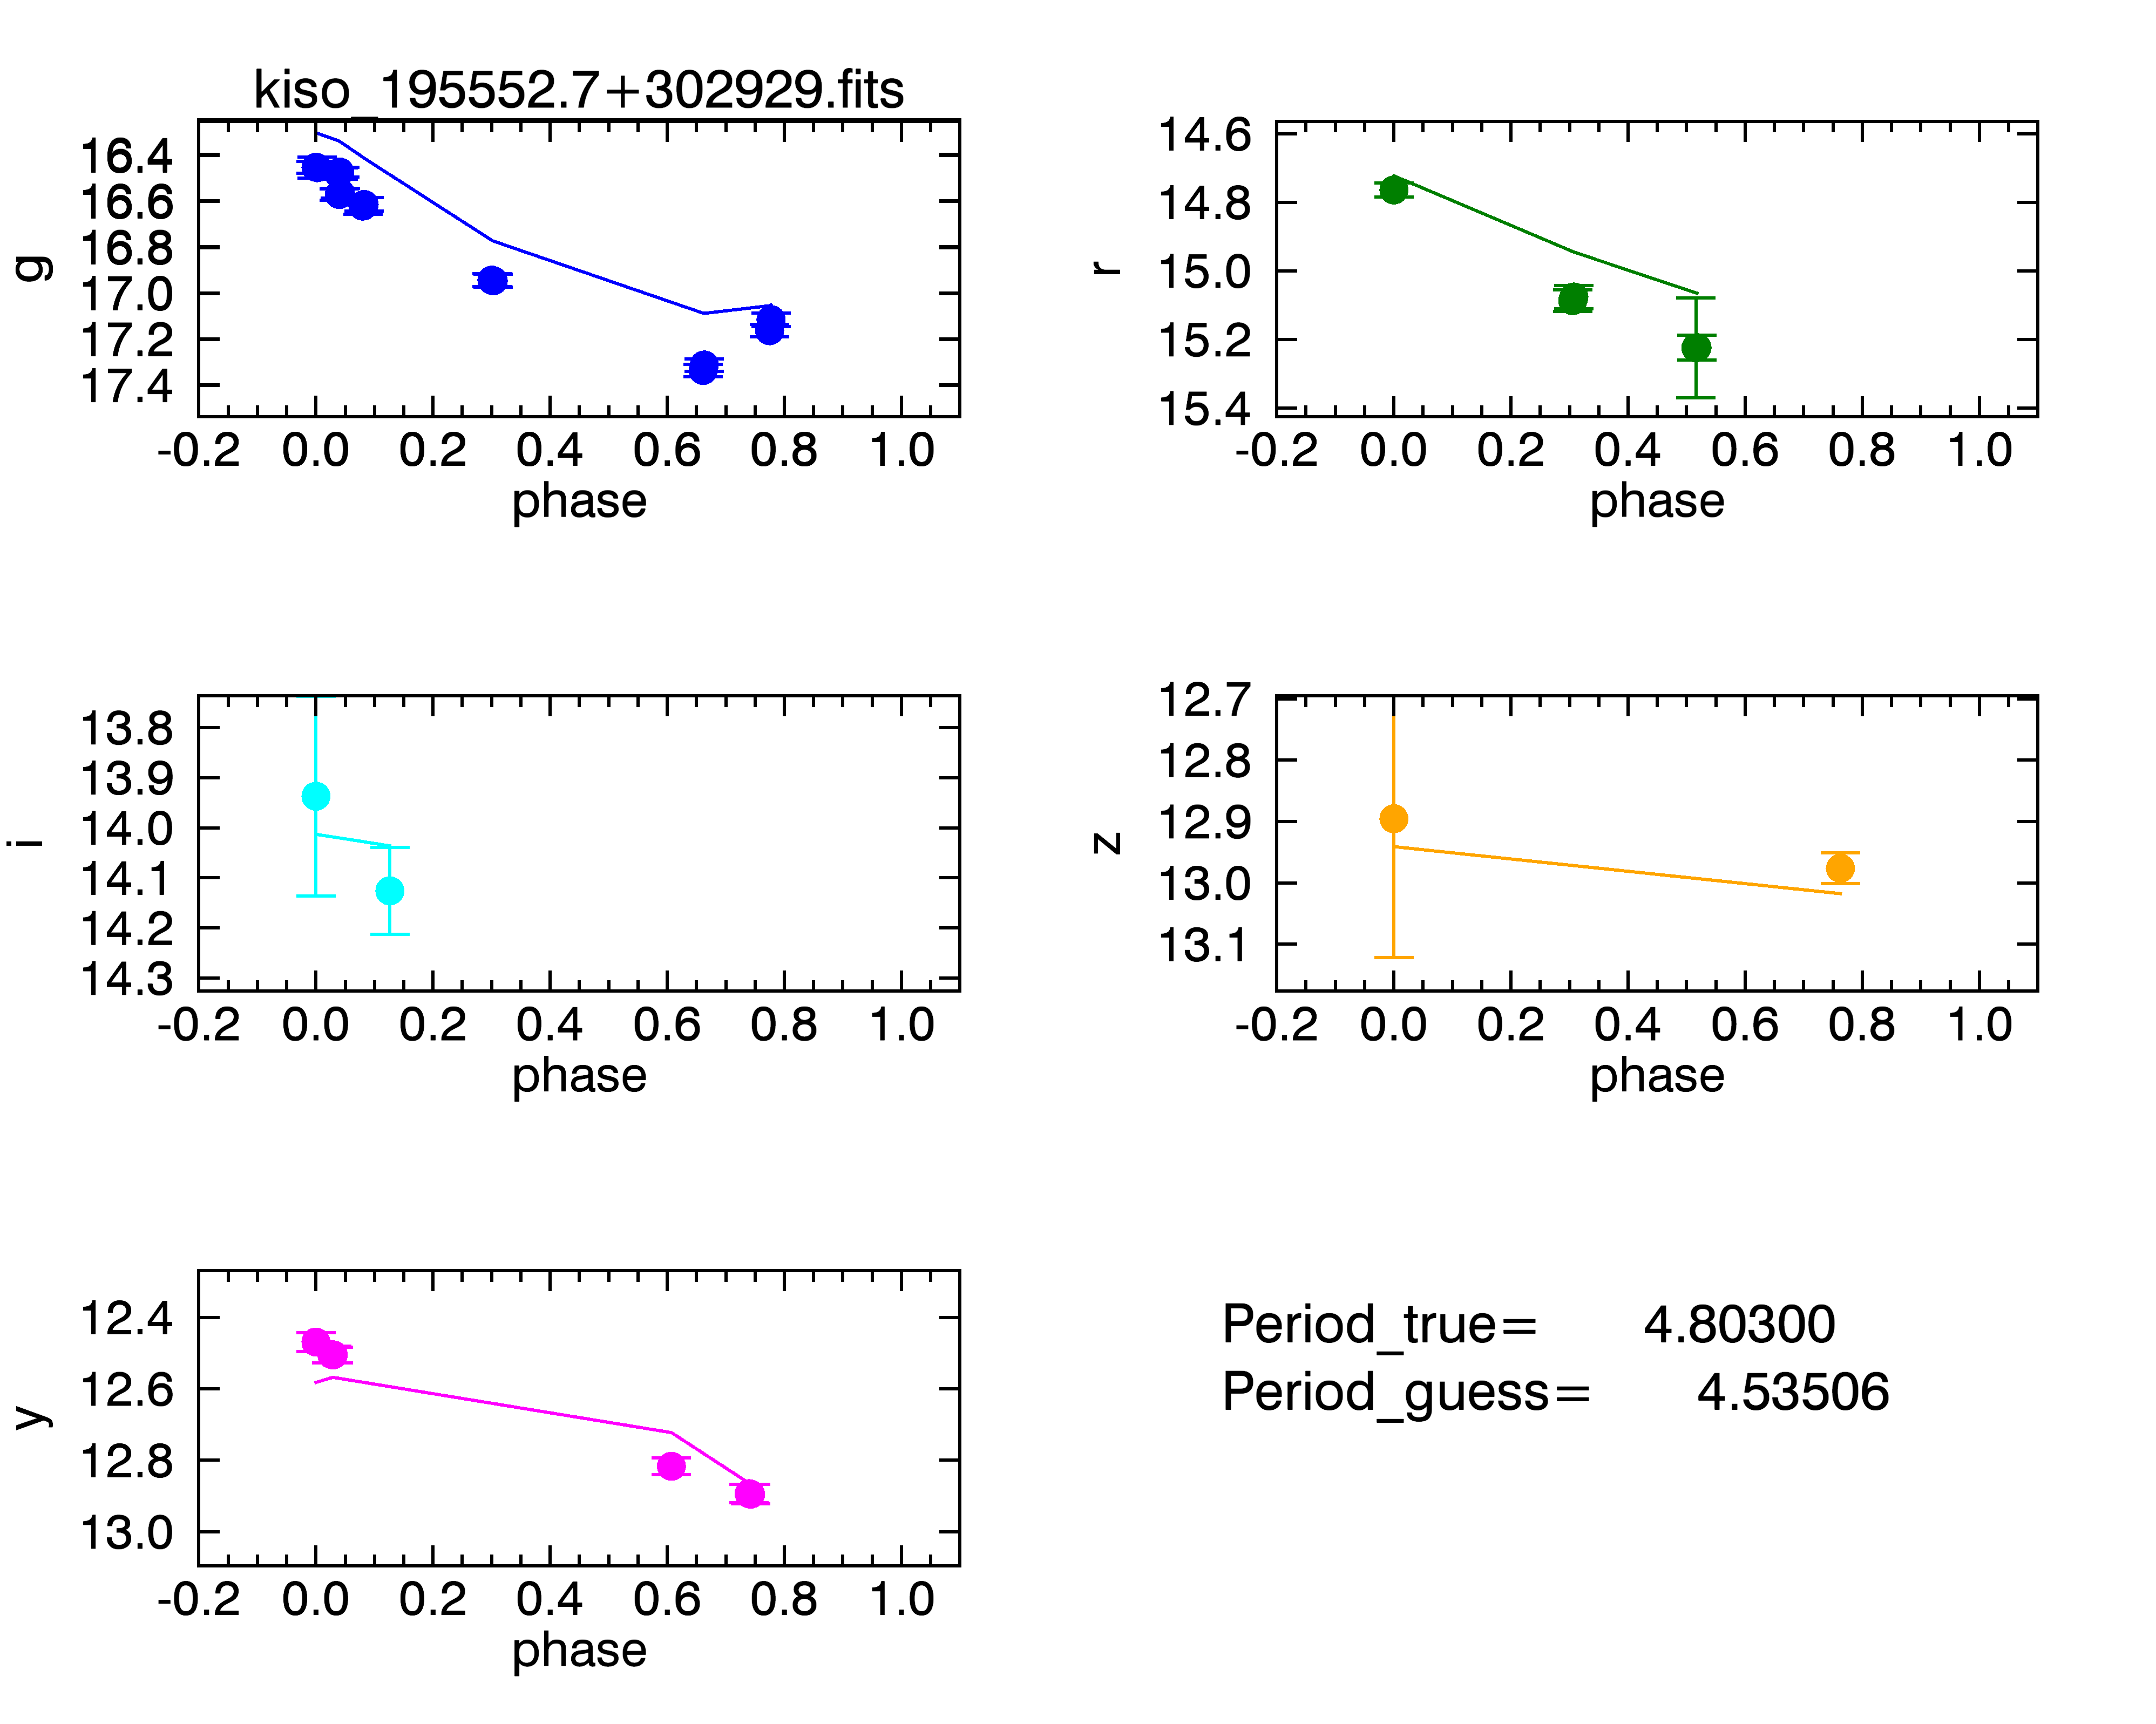 kiso_195552.7+302929.fits
g
16.4
16.6
16.8
17.0
17.2
17.4
-0.2 0.0 0.2 0.4 0.6 0.8 1.0
phase
r
14.6
14.8
15.0
15.2
15.4
-0.2 0.0 0.2 0.4 0.6 0.8 1.0
phase
i
13.8
13.9
14.0
14.1
14.2
14.3
-0.2 0.0 0.2 0.4 0.6 0.8 1.0
phase
z
12.7
12.8
12.9
13.0
13.1
-0.2 0.0 0.2 0.4 0.6 0.8 1.0
phase
y
12.4
12.6
12.8
13.0
-0.2 0.0 0.2 0.4 0.6 0.8 1.0
phase
Period_true= 4.80300
Period_guess= 4.53506